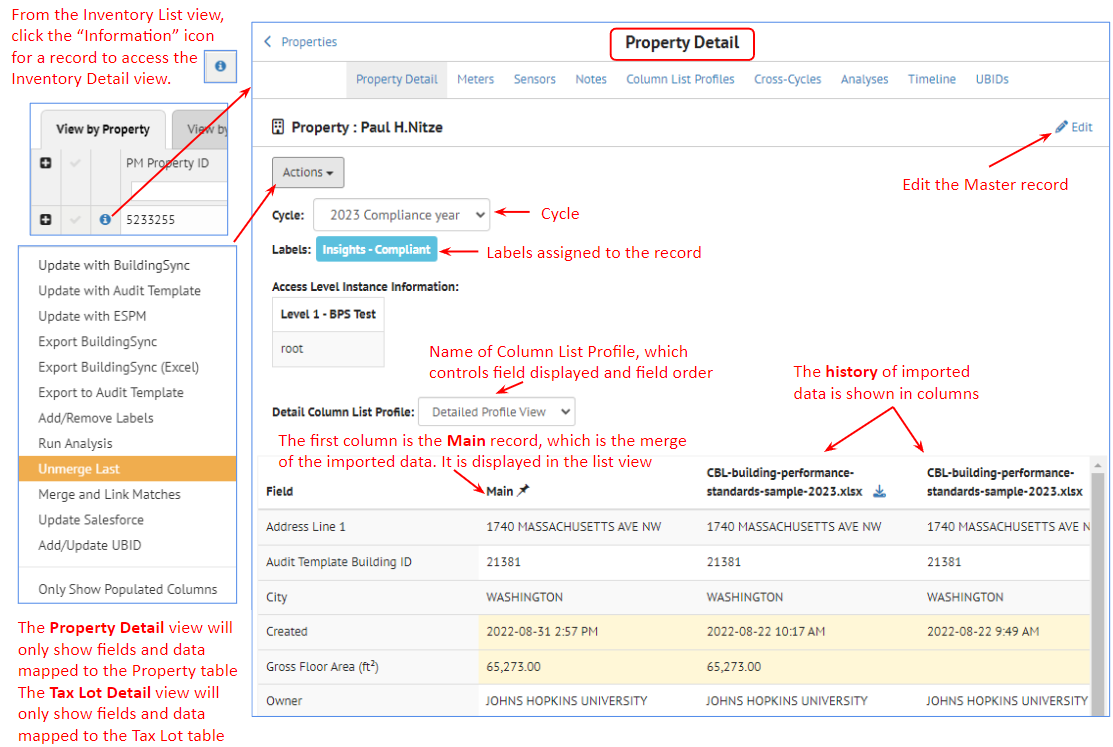 From the Inventory List view,
click the “Information” icon
for a record to access the
Inventory Detail view.
View by Property
View by
PM Property ID
5233255
Update with BuildingSync
Update with Audit Template
Update with ESPM
Export BuildingSync
Export BuildingSync (Excel)
Export to Audit Template
Add/Remove Labels
Run Analysis
Unmerge Last
Merge and Link Matches
Update Salesforce
Add/Update UBID
Only Show Populated Columns
The Property Detail view will
only show fields and data
mapped to the Property table
The Tax Lot Detail view will
only show fields and data
mapped to the Tax Lot table
Properties
Property Detail
Property Detail Meters Sensors Notes Column List Profiles Cross-Cycles Analyses Timeline UBIDs
Property : Paul H.Nitze
Edit
Edit the Master record
Actions
Cycle: 2023 Compliance year
Cycle
Labels: Insights - Compliant
Labels assigned to the record
Access Level Instance Information:
Level 1 - BPS Test
root
Name of Column List Profile, which
controls field displayed and field order
The history of imported
data is shown in columns
Detail Column List Profile: Detailed Profile View
The first column is the Main record, which is the merge
of the imported data. It is displayed in the list view
Field Main CBL-building-performance-
standards-sample-2023.xlsx CBL-building-performance-
standards-sample-2023.xlsx
Address Line 1 1740 MASSACHUSETTS AVE NW 1740 MASSACHUSETTS AVE NW 1740 MASSACHUSETTS AVE N
Audit Template Building ID 21381 21381 21381
City WASHINGTON WASHINGTON WASHINGTON
Created 2022-08-31 2:57 PM 2022-08-22 10:17 AM 2022-08-22 9:49 AM
Gross Floor Area (ft²) 65,273.00 65,273.00
Owner JOHNS HOPKINS UNIVERSITY JOHNS HOPKINS UNIVERSITY JOHNS HOPKINS UNIVERSITY